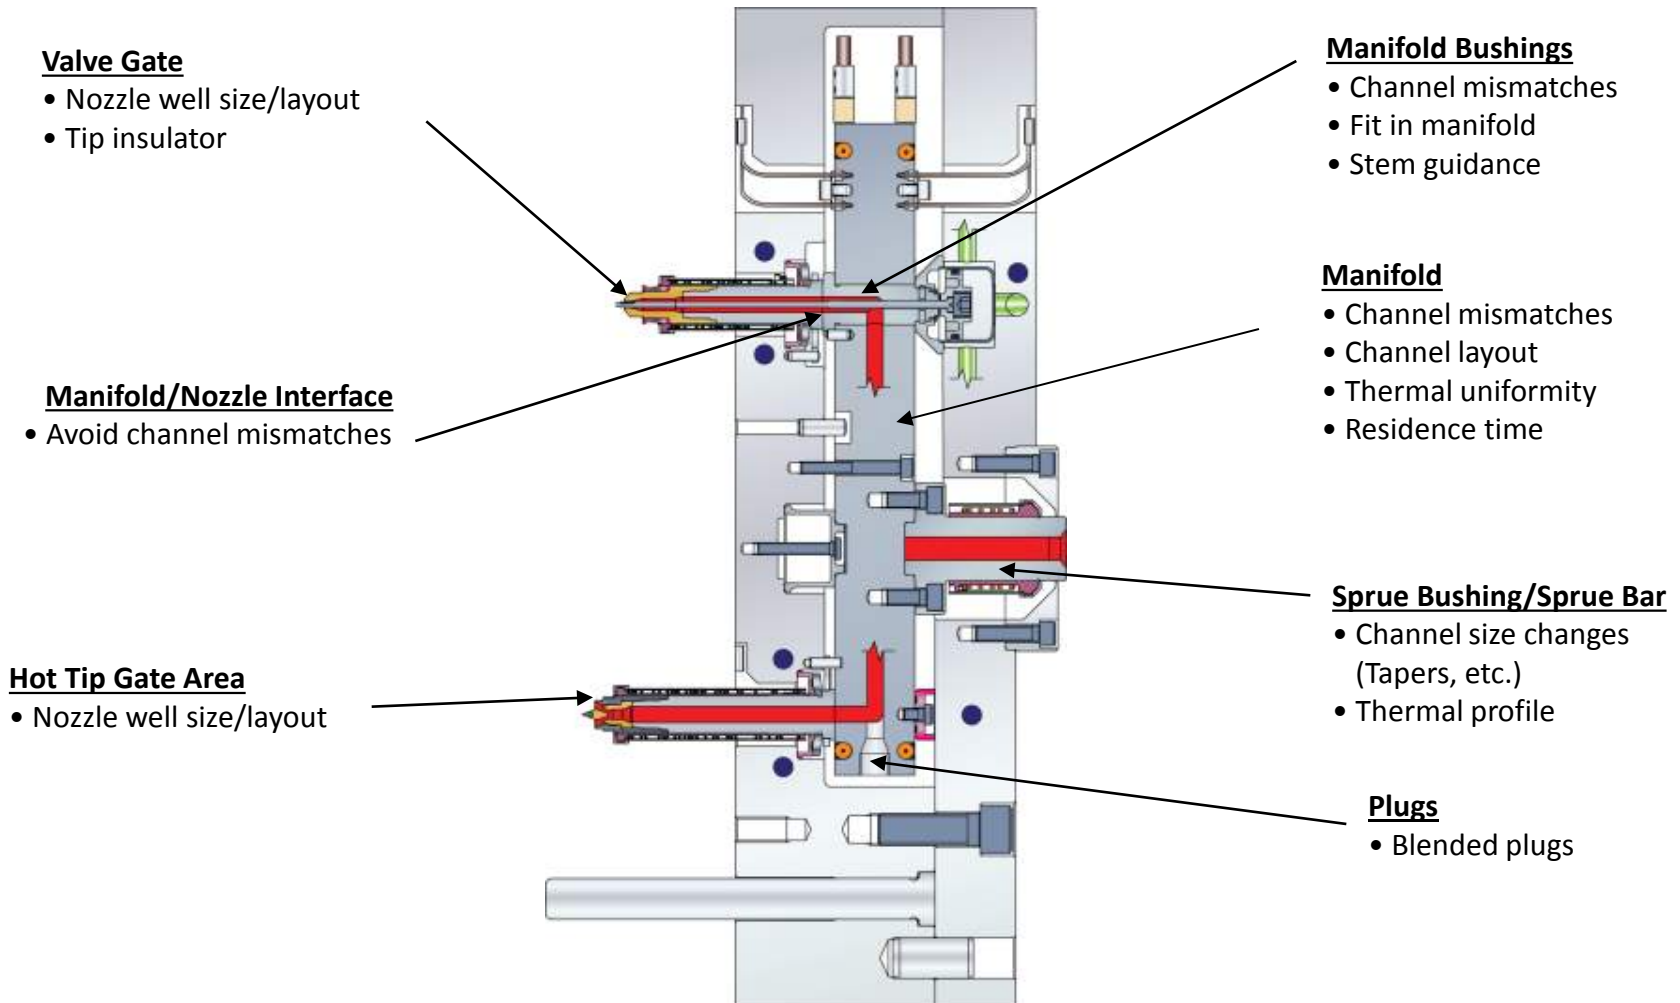 Valve Gate
• Nozzle well size/layout
• Tip insulator
Manifold/Nozzle Interface
• Avoid channel mismatches
Hot Tip Gate Area
• Nozzle well size/layout
Manifold Bushings
• Channel mismatches
• Fit in manifold
• Stem guidance
Manifold
• Channel mismatches
• Channel layout
• Thermal uniformity
• Residence time
Sprue Bushing/Sprue Bar
• Channel size changes
(Tapers, etc.)
• Thermal profile
Plugs
• Blended plugs